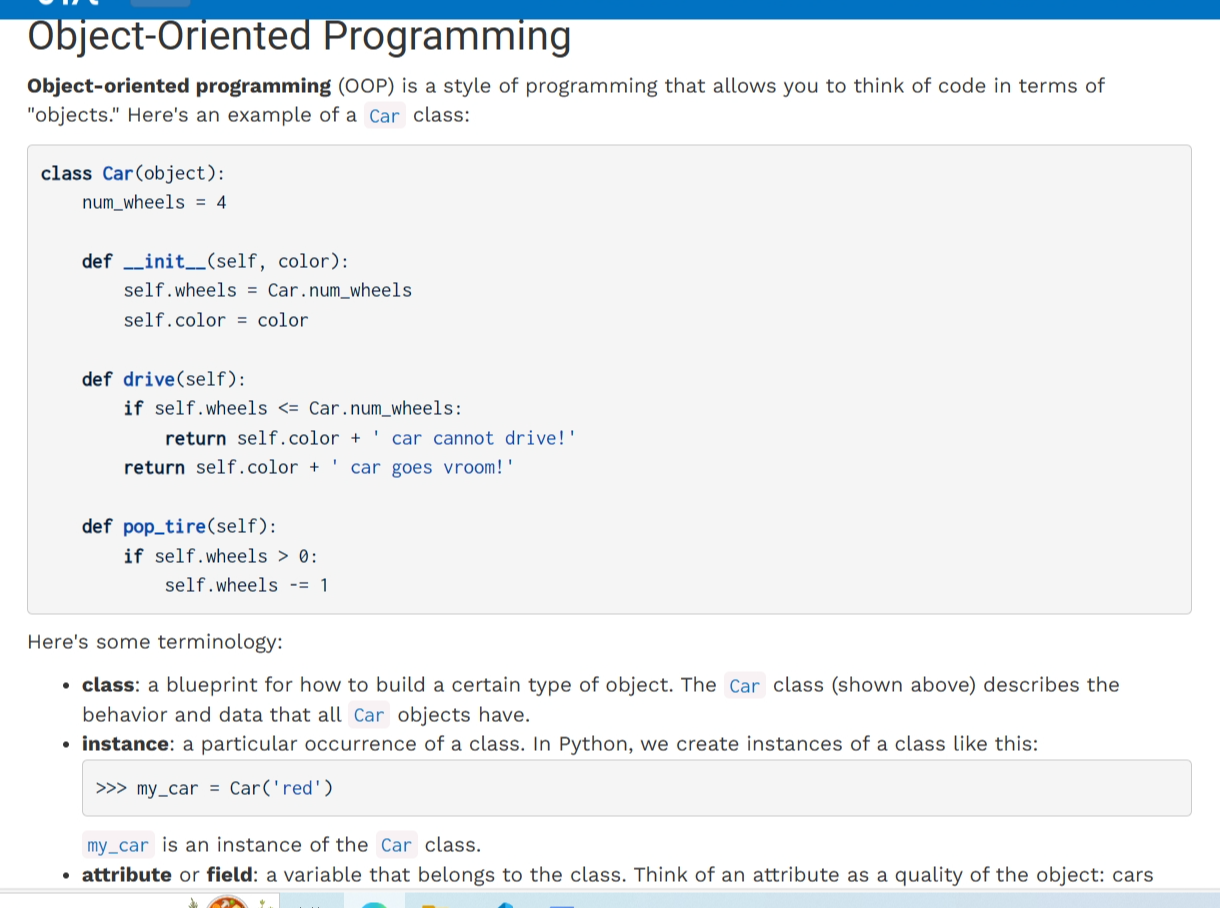 Object-Oriented Programming
Object-oriented programming (OOP) is a style of programming that allows you to think of code in terms of
"objects." Here's an example of a Car class:
class Car(object):
    num_wheels = 4
    def __init__(self, color):
        self.wheels = Car.num_wheels
        self.color = color
    def drive(self):
        if self.wheels <= Car.num_wheels:
            return self.color + ' car cannot drive!'
        return self.color + ' car goes vroom!'
    def pop_tire(self):
        if self.wheels > 0:
            self.wheels -= 1
Here's some terminology:
• class: a blueprint for how to build a certain type of object. The Car class (shown above) describes the
behavior and data that all Car objects have.
• instance: a particular occurrence of a class. In Python, we create instances of a class like this:
>>> my_car = Car('red')
my_car is an instance of the Car class.
• attribute or field: a variable that belongs to the class. Think of an attribute as a quality of the object: cars